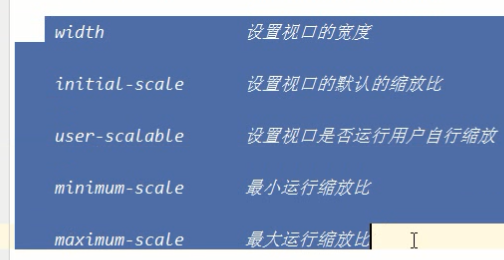 width 设置视口的宽度
initial-scale 设置视口的默认的缩放比
user-scalable 设置视口是否运行用户自行缩放
minimum-scale 最小运行缩放比
maximum-scale 最大运行缩放比